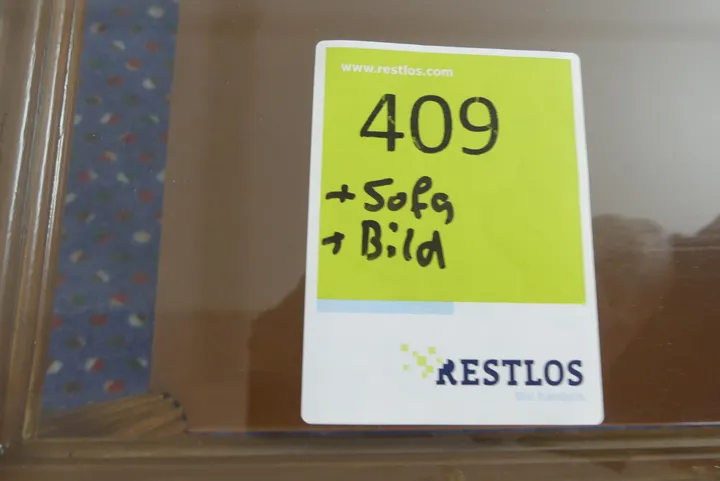 www.restlos.com
409
+ Sofa
+ Bild
RESTLOS